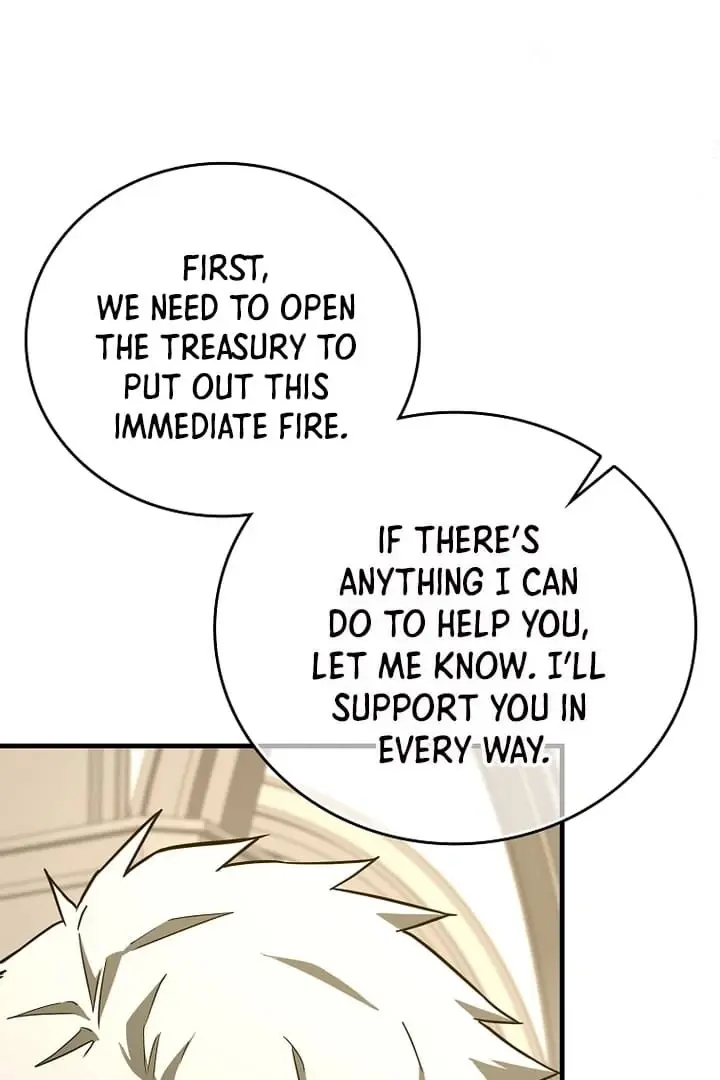 FIRST,
WE NEED TO OPEN
THE TREASURY TO
PUT OUT THIS
IMMEDIATE FIRE.
IF THERE'S
ANYTHING I CAN
DO TO HELP YOU,
LET ME KNOW. I'LL
SUPPORT YOU IN
EVERY WAY.